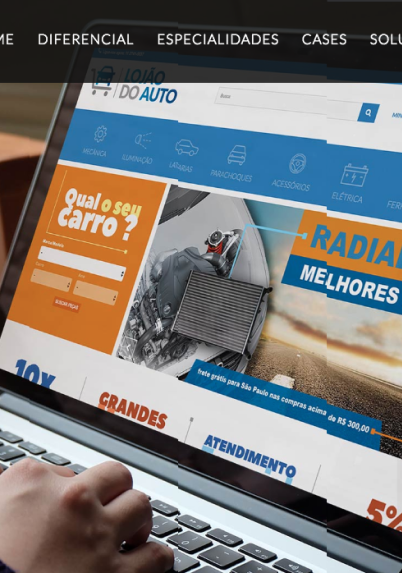 ME DIFERENCIAL ESPECIALIDADES CASES SOLU
LOJÃO
DO AUTO
Busca
MECÂNICA ILUMINAÇÃO LATARIAS PARACHOQUES ACESSÓRIOS ELÉTRICA FER
Qual o seu
carro?
BUSCAR PEÇAS
RADIA
MELHORES
frete grátis para São Paulo nas compras acima de R$ 300,00
10X
GRANDES
ATENDIMENTO
5%